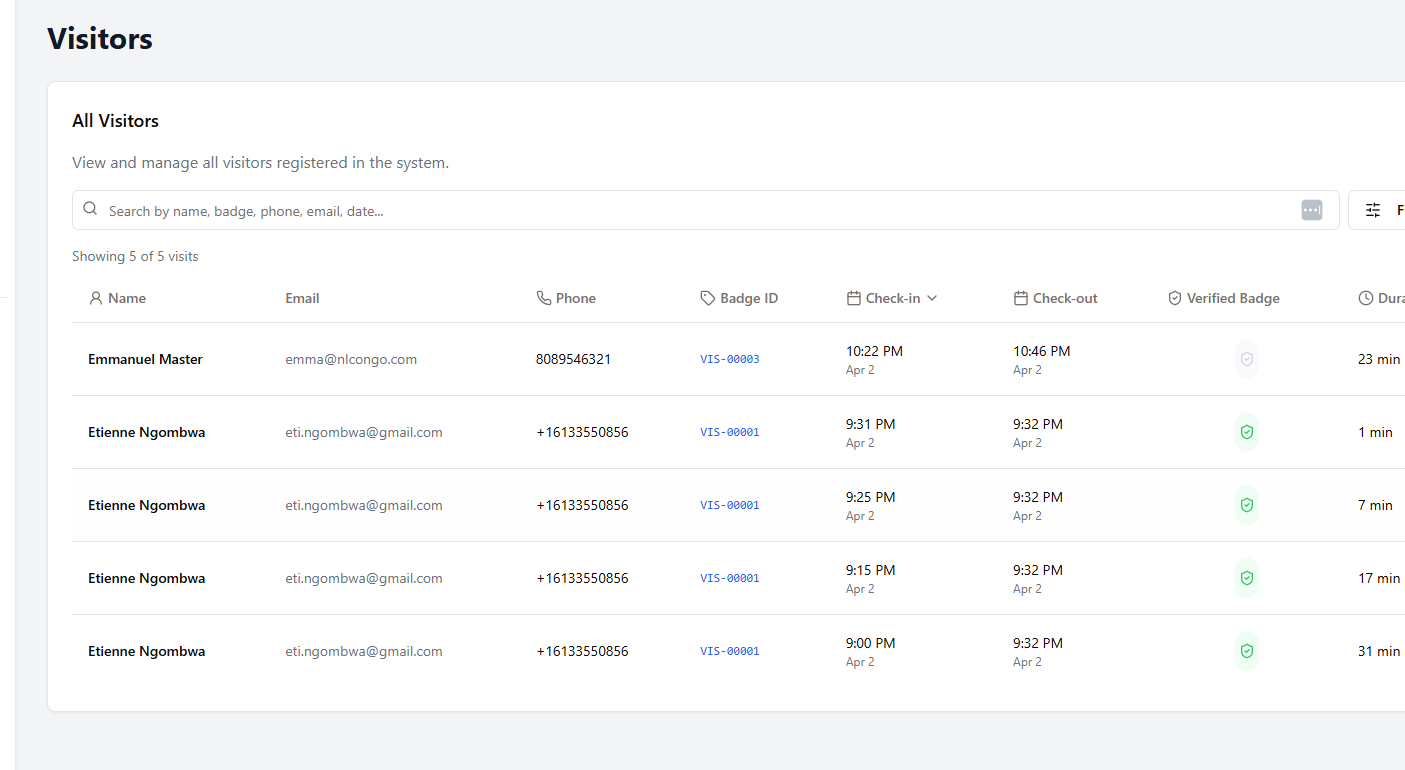 Visitors
All Visitors
View and manage all visitors registered in the system.
Search by name, badge, phone, email, date...
Showing 5 of 5 visits
Name Email Phone Badge ID Check-in Check-out Verified Badge
Emmanuel Master emma@nlcongo.com 8089546321 VIS-00003 10:22 PM 10:46 PM 23 min
Apr 2 Apr 2
Etienne Ngombwa eti.ngombwa@gmail.com +16133550856 VIS-00001 9:31 PM 9:32 PM 1 min
Apr 2 Apr 2
Etienne Ngombwa eti.ngombwa@gmail.com +16133550856 VIS-00001 9:25 PM 9:32 PM 7 min
Apr 2 Apr 2
Etienne Ngombwa eti.ngombwa@gmail.com +16133550856 VIS-00001 9:15 PM 9:32 PM 17 min
Apr 2 Apr 2
Etienne Ngombwa eti.ngombwa@gmail.com +16133550856 VIS-00001 9:00 PM 9:32 PM 31 min
Apr 2 Apr 2